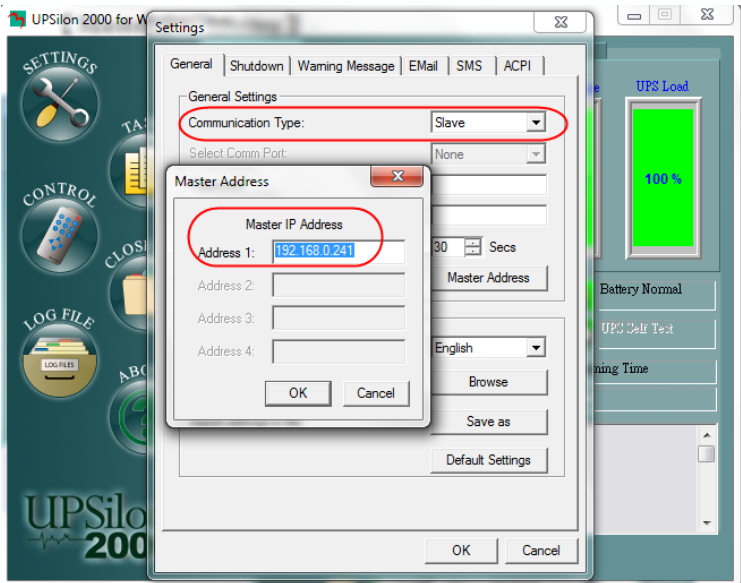 UPSilon 2000 for W
Settings
SETTINGS
CONTROL
LOG FILE
LOG FILES
UPSilo
200
General
Shutdown
Warning Message
EMail
SMS
ACPI
General Settings
Communication Type:
Slave
Select Comm Port:
None
Master Address
Master IP Address
Address 1:
192.168.0.241
Address 2:
Address 3:
Address 4:
OK
Cancel
30
Secs
Master Address
English
Browse
Save as
Default Settings
OK
Cancel
UPS Load
100 %
Battery Normal
UPS Self Test
ning Time